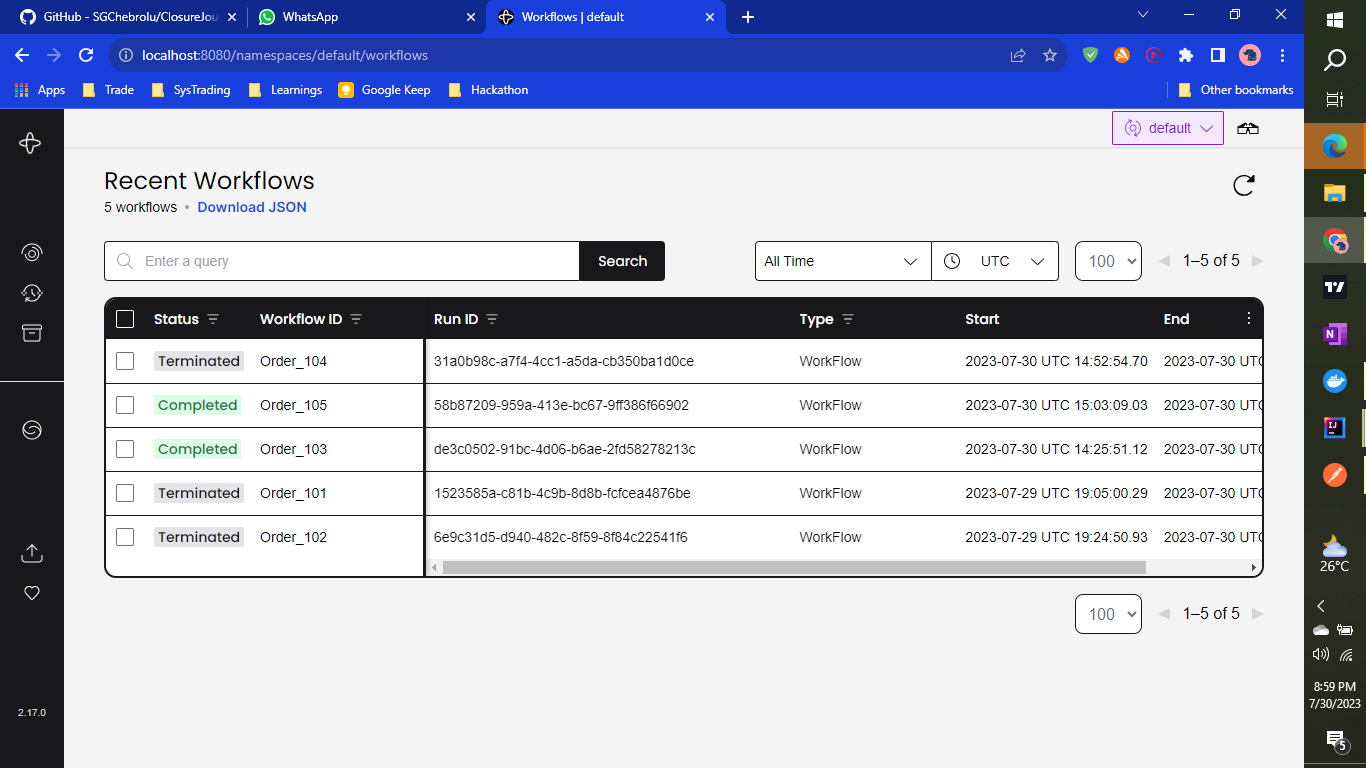 GitHub - SGChebrolu/ClosureJou
WhatsApp
Workflows | default
localhost:8080/namespaces/default/workflows
Apps
Trade
SysTrading
Learnings
Google Keep
Hackathon
Other bookmarks
default
Recent Workflows
5 workflows • Download JSON
Enter a query
Search
All Time
UTC
100
1–5 of 5
Status Workflow ID Run ID Type Start End
Terminated Order_104 31a0b98c-a7f4-4cc1-a5da-cb350ba1d0ce WorkFlow 2023-07-30 UTC 14:52:54.70 2023-07-30 UTC
Completed Order_105 58b87209-959a-413e-bc67-9ff386f66902 WorkFlow 2023-07-30 UTC 15:03:09.03 2023-07-30 UTC
Completed Order_103 de3c0502-91bc-4d06-b6ae-2fd58278213c WorkFlow 2023-07-30 UTC 14:25:51.12 2023-07-30 UTC
Terminated Order_101 1523585a-c81b-4c9b-8d8b-fcfcea4876be WorkFlow 2023-07-29 UTC 19:05:00.29 2023-07-30 UTC
Terminated Order_102 6e9c31d5-d940-482c-8f59-8f84c22541f6 WorkFlow 2023-07-29 UTC 19:24:50.93 2023-07-30 UTC
100
1–5 of 5
2.17.0
26°C
8:59 PM
7/30/2023
5